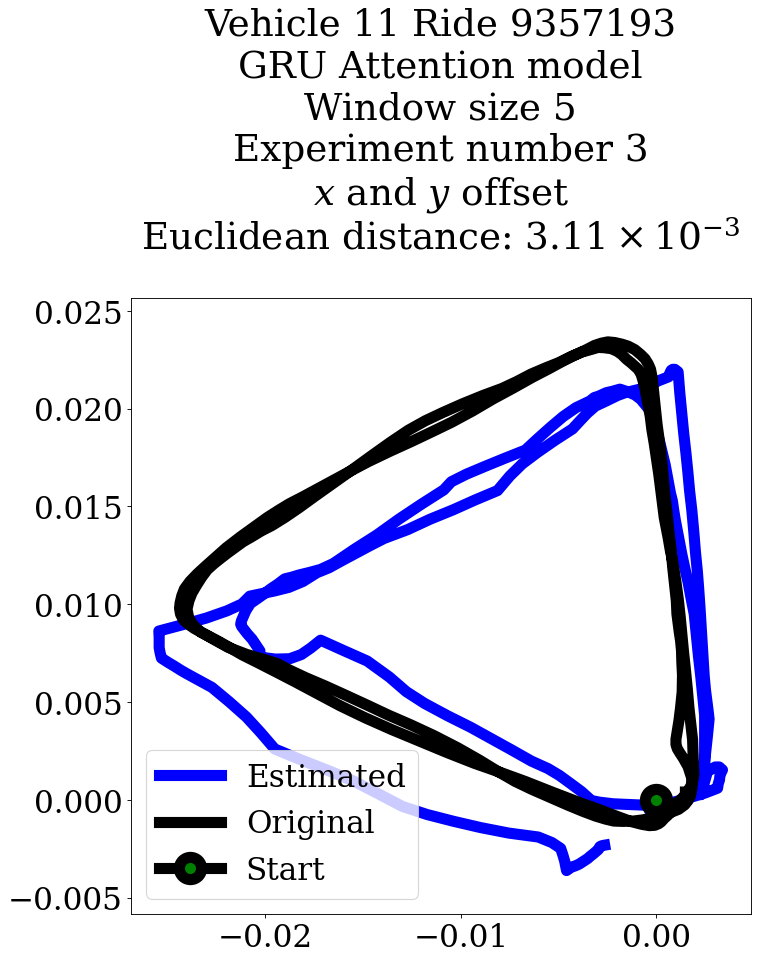 Vehicle 11 Ride 9357193
GRU Attention model
Window size 5
Experiment number 3
x and y offset
Euclidean distance: 3.11 × 10⁻³
0.025
0.020
0.015
0.010
0.005
0.000
−0.005
Estimated
Original
Start
−0.02
−0.01
0.00